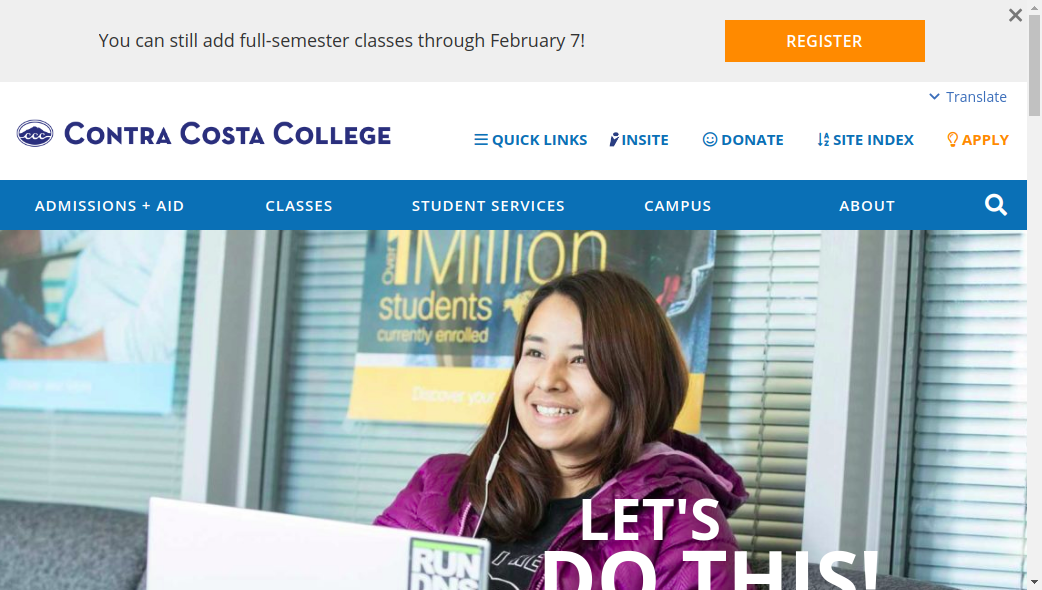 You can still add full-semester classes through February 7!
REGISTER
Translate
CONTRA COSTA COLLEGE
CCC
QUICK LINKS
INSITE
DONATE
SITE INDEX
APPLY
ADMISSIONS + AID
CLASSES
STUDENT SERVICES
CAMPUS
ABOUT
Over
1 Million
students
currently enrolled
Discover your
LET'S
DO THIS!
RUN
DNS